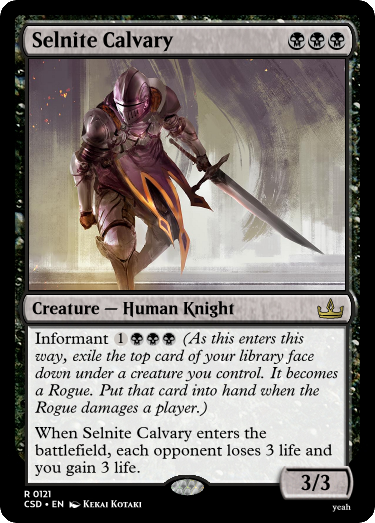 Selnite Calvary
Creature — Human Knight
Informant 1 (As this enters this
way, exile the top card of your library face
down under a creature you control. It becomes
a Rogue. Put that card into hand when the
Rogue damages a player.)
When Selnite Calvary enters the
battlefield, each opponent loses 3 life and
you gain 3 life.
3/3
R 0121
CSD • EN Kekai Kotaki
yeah